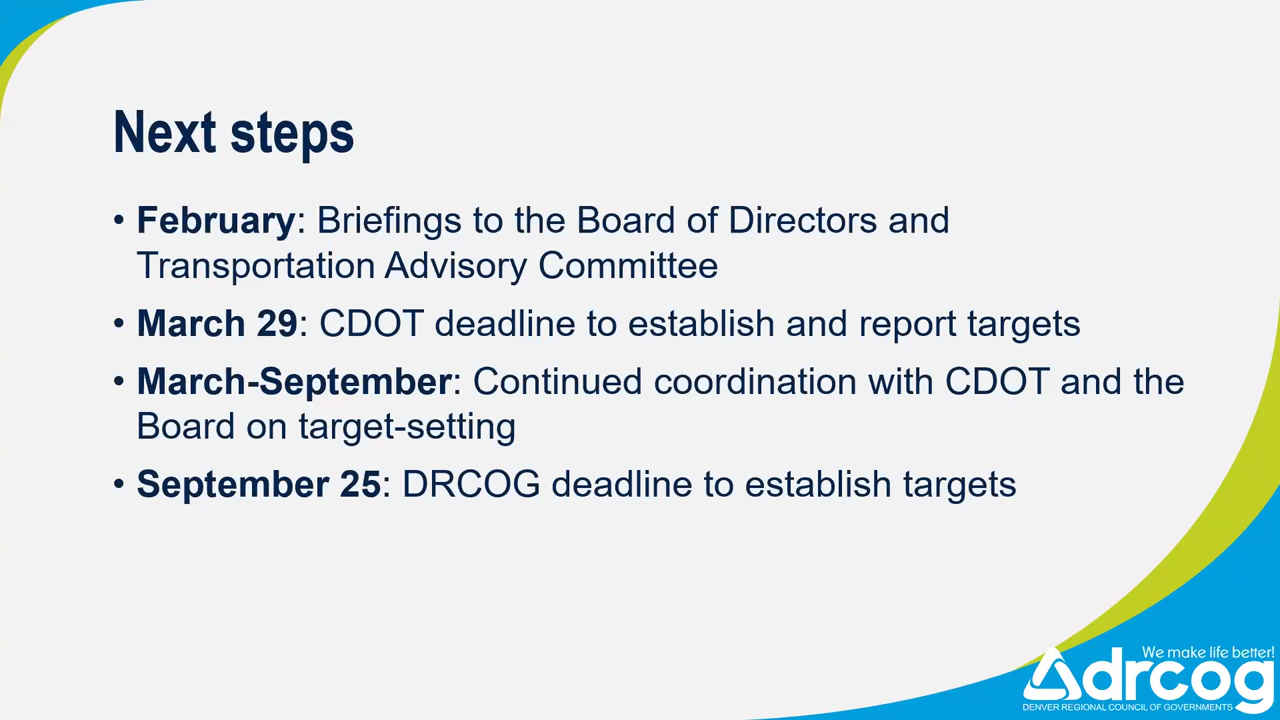 Next steps
• February: Briefings to the Board of Directors and
Transportation Advisory Committee
• March 29: CDOT deadline to establish and report targets
• March-September: Continued coordination with CDOT and the
Board on target-setting
• September 25: DRCOG deadline to establish targets
We make life better!
drcog
DENVER REGIONAL COUNCIL OF GOVERNMENTS